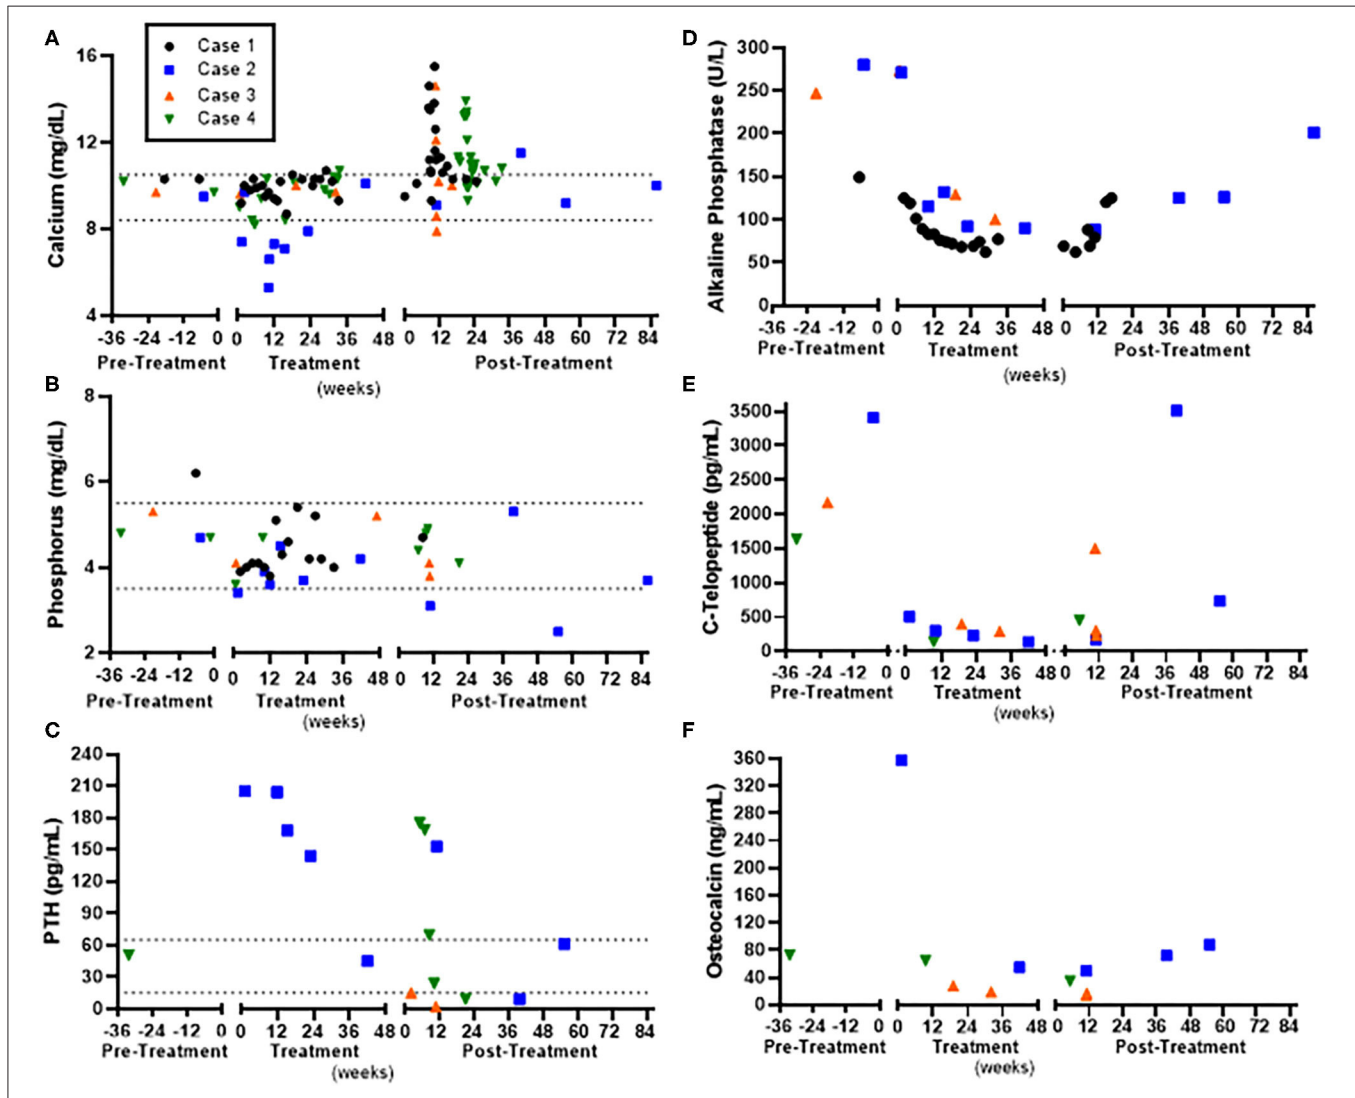 A
Case 1
Case 2
Case 3
Case 4
Calcium (mg/dL)
16
12
8
4
-36 -24 -12 0 0 12 24 36 48 0 12 24 36 48 60 72 84
Pre-Treatment Treatment Post-Treatment
(weeks)
B
Phosphorus (mg/dL)
8
6
4
2
-36 -24 -12 0 0 12 24 36 48 0 12 24 36 48 60 72 84
Pre-Treatment Treatment Post-Treatment
(weeks)
C
PTH (pg/mL)
240
210
180
150
120
90
60
30
0
-36 -24 -12 0 0 12 24 36 48 0 12 24 36 48 60 72 84
Pre-Treatment Treatment Post-Treatment
(weeks)
D
Alkaline Phosphatase (U/L)
300
250
200
150
100
50
0
-36 -24 -12 0 0 12 24 36 48 0 12 24 36 48 60 72 84
Pre-Treatment Treatment Post-Treatment
(weeks)
E
C-Telopeptide (pg/mL)
3500
3000
2500
2000
1500
1000
500
0
-36 -24 -12 0 0 12 24 36 48 0 12 24 36 48 60 72 84
Pre-Treatment Treatment Post-Treatment
(weeks)
F
Osteocalcin (ng/mL)
360
320
280
240
200
160
120
80
40
0
-36 -24 -12 0 0 12 24 36 48 0 12 24 36 48 60 72 84
Pre-Treatment Treatment Post-Treatment
(weeks)